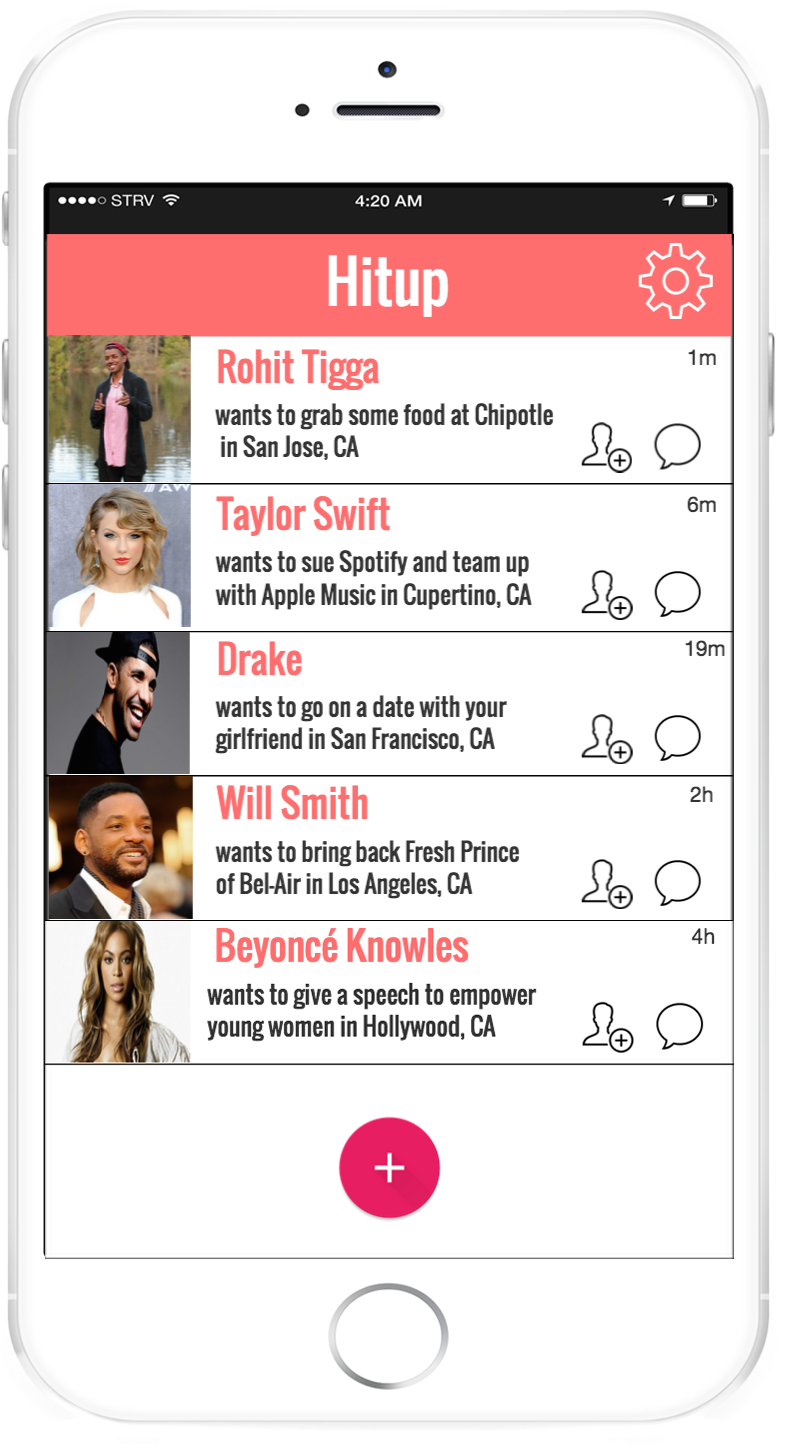 STRV 4:20 AM
Hitup
Rohit Tigga 1m
wants to grab some food at Chipotle
in San Jose, CA
Taylor Swift 6m
wants to sue Spotify and team up
with Apple Music in Cupertino, CA
Drake 19m
wants to go on a date with your
girlfriend in San Francisco, CA
Will Smith 2h
wants to bring back Fresh Prince
of Bel-Air in Los Angeles, CA
Beyoncé Knowles 4h
wants to give a speech to empower
young women in Hollywood, CA